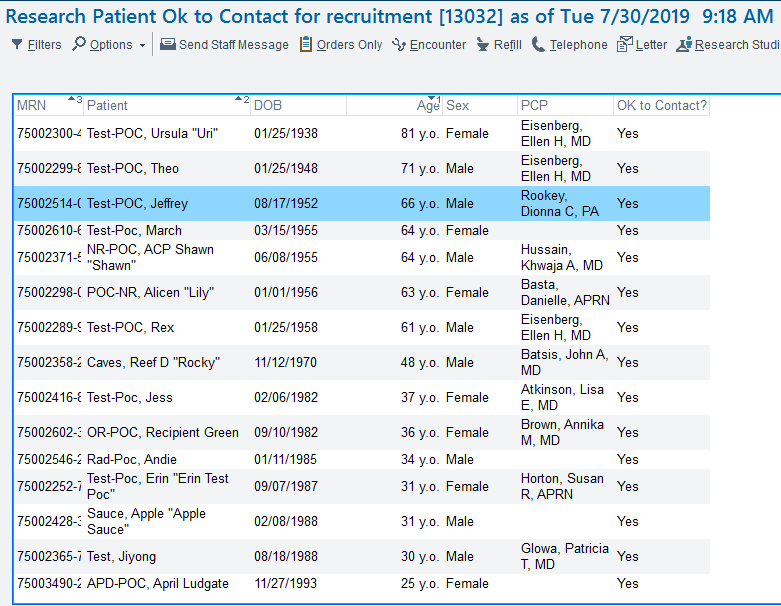 Research Patient Ok to Contact for recruitment [13032] as of Tue 7/30/2019 9:18 AM
Filters Options Send Staff Message Orders Only Encounter Refill Telephone Letter Research Studi
MRN 3 Patient 2 DOB Age 1 Sex PCP OK to Contact?
75002300-4 Test-POC, Ursula "Uri" 01/25/1938 81 y.o. Female Eisenberg, Ellen H, MD Yes
75002299-8 Test-POC, Theo 01/25/1948 71 y.o. Male Eisenberg, Ellen H, MD Yes
75002514-0 Test-POC, Jeffrey 08/17/1952 66 y.o. Male Rookey, Dionna C, PA Yes
75002610-6 Test-Poc, March 03/15/1955 64 y.o. Female Yes
75002371-5 NR-POC, ACP Shawn "Shawn" 06/08/1955 64 y.o. Male Hussain, Khwaja A, MD Yes
75002298-0 POC-NR, Alicen "Lily" 01/01/1956 63 y.o. Female Basta, Danielle, APRN Yes
75002289-9 Test-POC, Rex 01/25/1958 61 y.o. Male Eisenberg, Ellen H, MD Yes
75002358-2 Caves, Reef D "Rocky" 11/12/1970 48 y.o. Male Batsis, John A, MD Yes
75002416-8 Test-Poc, Jess 02/06/1982 37 y.o. Female Atkinson, Lisa E, MD Yes
75002602-3 OR-POC, Recipient Green 09/10/1982 36 y.o. Female Brown, Annika M, MD Yes
75002546-2 Rad-Poc, Andie 01/11/1985 34 y.o. Male Yes
75002252-7 Test-Poc, Erin "Erin Test Poc" 09/07/1987 31 y.o. Female Horton, Susan R, APRN Yes
75002428-3 Sauce, Apple "Apple Sauce" 02/08/1988 31 y.o. Male Yes
75002365-7 Test, Jiyong 08/18/1988 30 y.o. Male Glowa, Patricia T, MD Yes
75003490-2 APD-POC, April Ludgate 11/27/1993 25 y.o. Female Yes